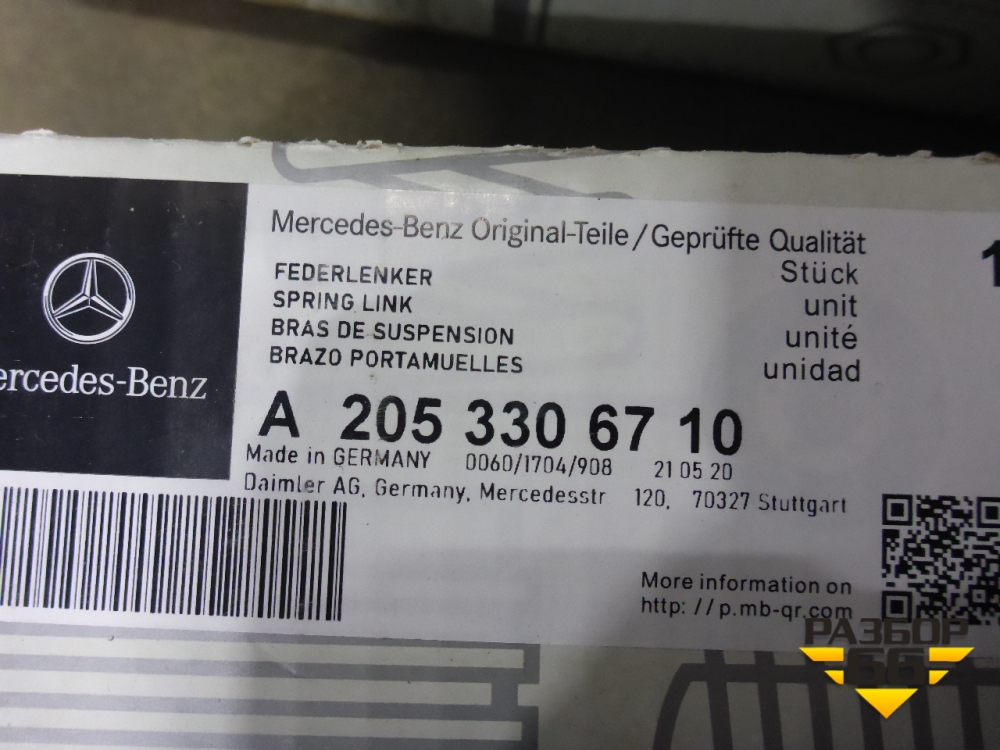 Mercedes-Benz Original-Teile/Geprüfte Qualität
FEDERLENKER Stück
SPRING LINK unit
BRAS DE SUSPENSION unité
BRAZO PORTAMUELLES unidad
ercedes-Benz
A 205 330 67 10
Made in GERMANY 0060/1704/908 21 05 20
Daimler AG, Germany, Mercedesstr 120, 70327 Stuttgart
More information on
http: //p.mb-qr.com
РАЗБОР
66